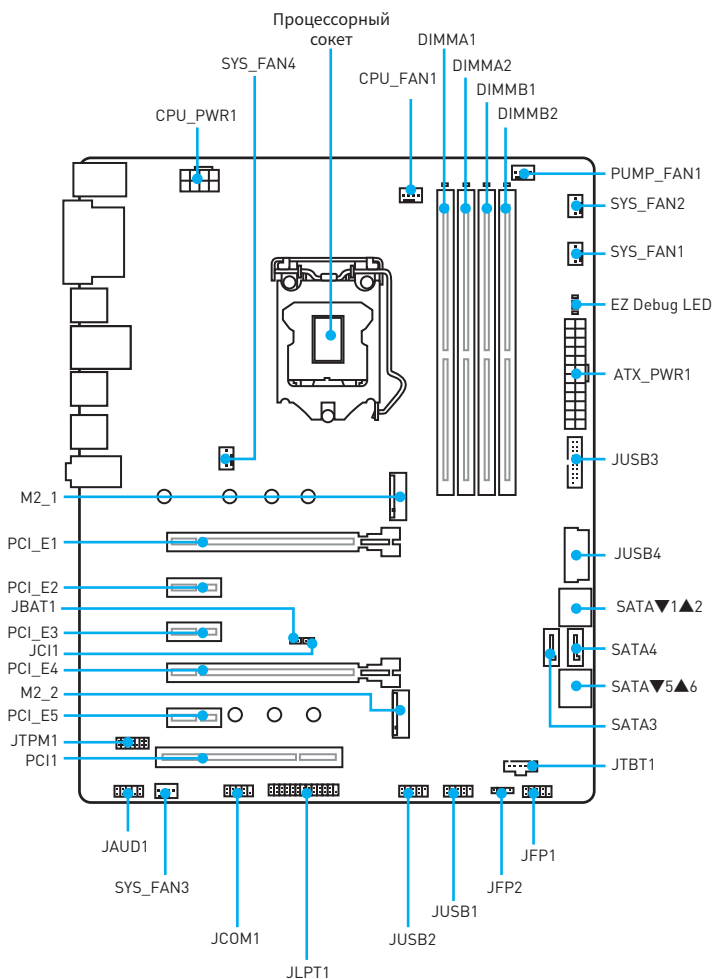 Процессорный
сокет
DIMMA1
SYS_FAN4
DIMMA2
CPU_FAN1
DIMMB1
CPU_PWR1
DIMMB2
PUMP_FAN1
SYS_FAN2
SYS_FAN1
EZ Debug LED
ATX_PWR1
JUSB3
M2_1
PCI_E1
JUSB4
PCI_E2
JBAT1
SATA▼1▲2
PCI_E3
JCI1
SATA4
PCI_E4
M2_2
SATA▼5▲6
PCI_E5
SATA3
JTPM1
PCI1
JTBT1
JAUD1
JFP1
SYS_FAN3
JFP2
JUSB1
JCOM1
JUSB2
JLPT1